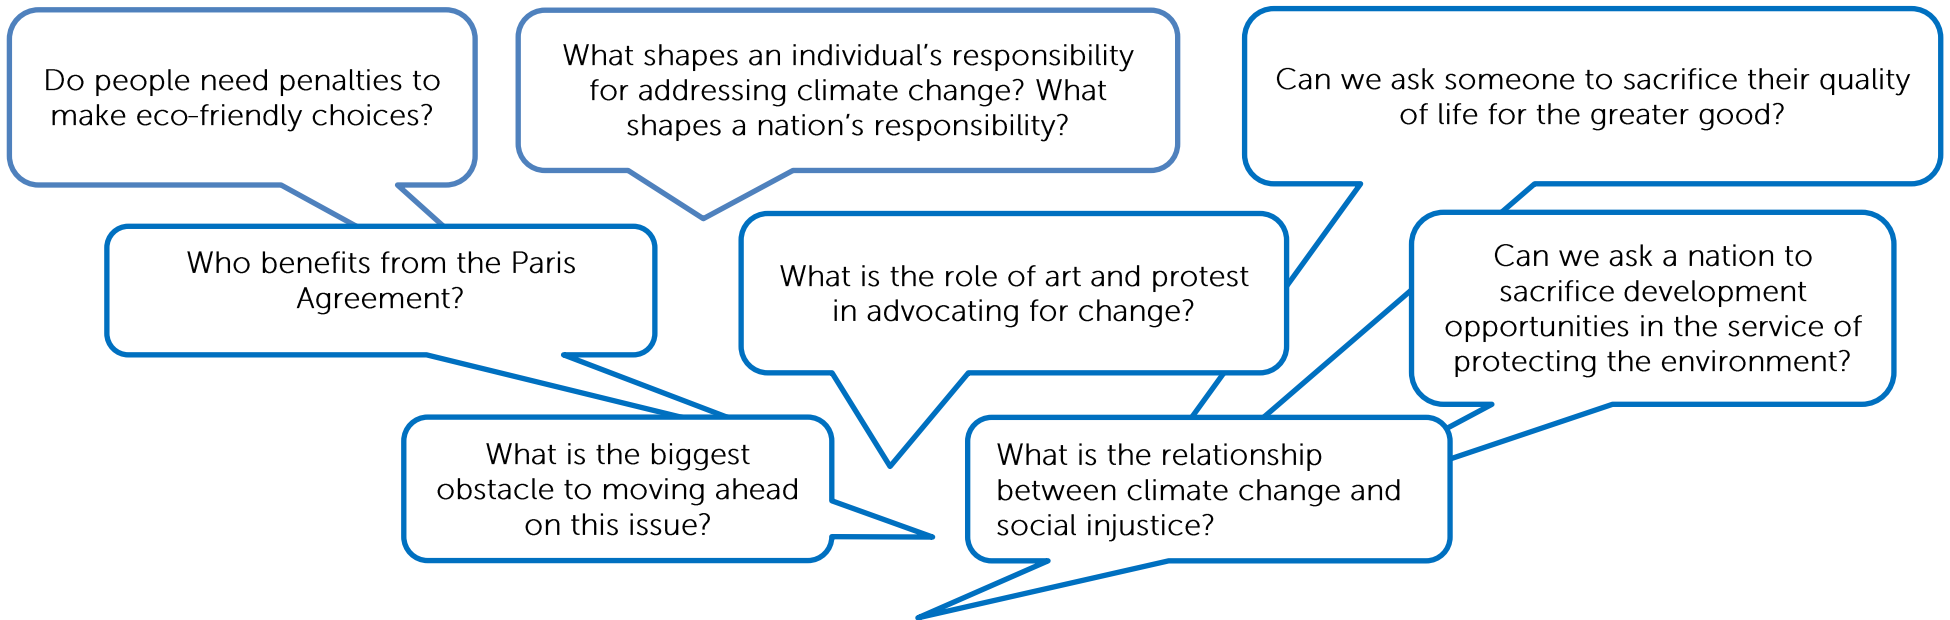 Do people need penalties to
make eco-friendly choices?
What shapes an individual’s responsibility
for addressing climate change? What
shapes a nation’s responsibility?
Can we ask someone to sacrifice their quality
of life for the greater good?
Who benefits from the Paris
Agreement?
What is the role of art and protest
in advocating for change?
Can we ask a nation to
sacrifice development
opportunities in the service of
protecting the environment?
What is the biggest
obstacle to moving ahead
on this issue?
What is the relationship
between climate change and
social injustice?